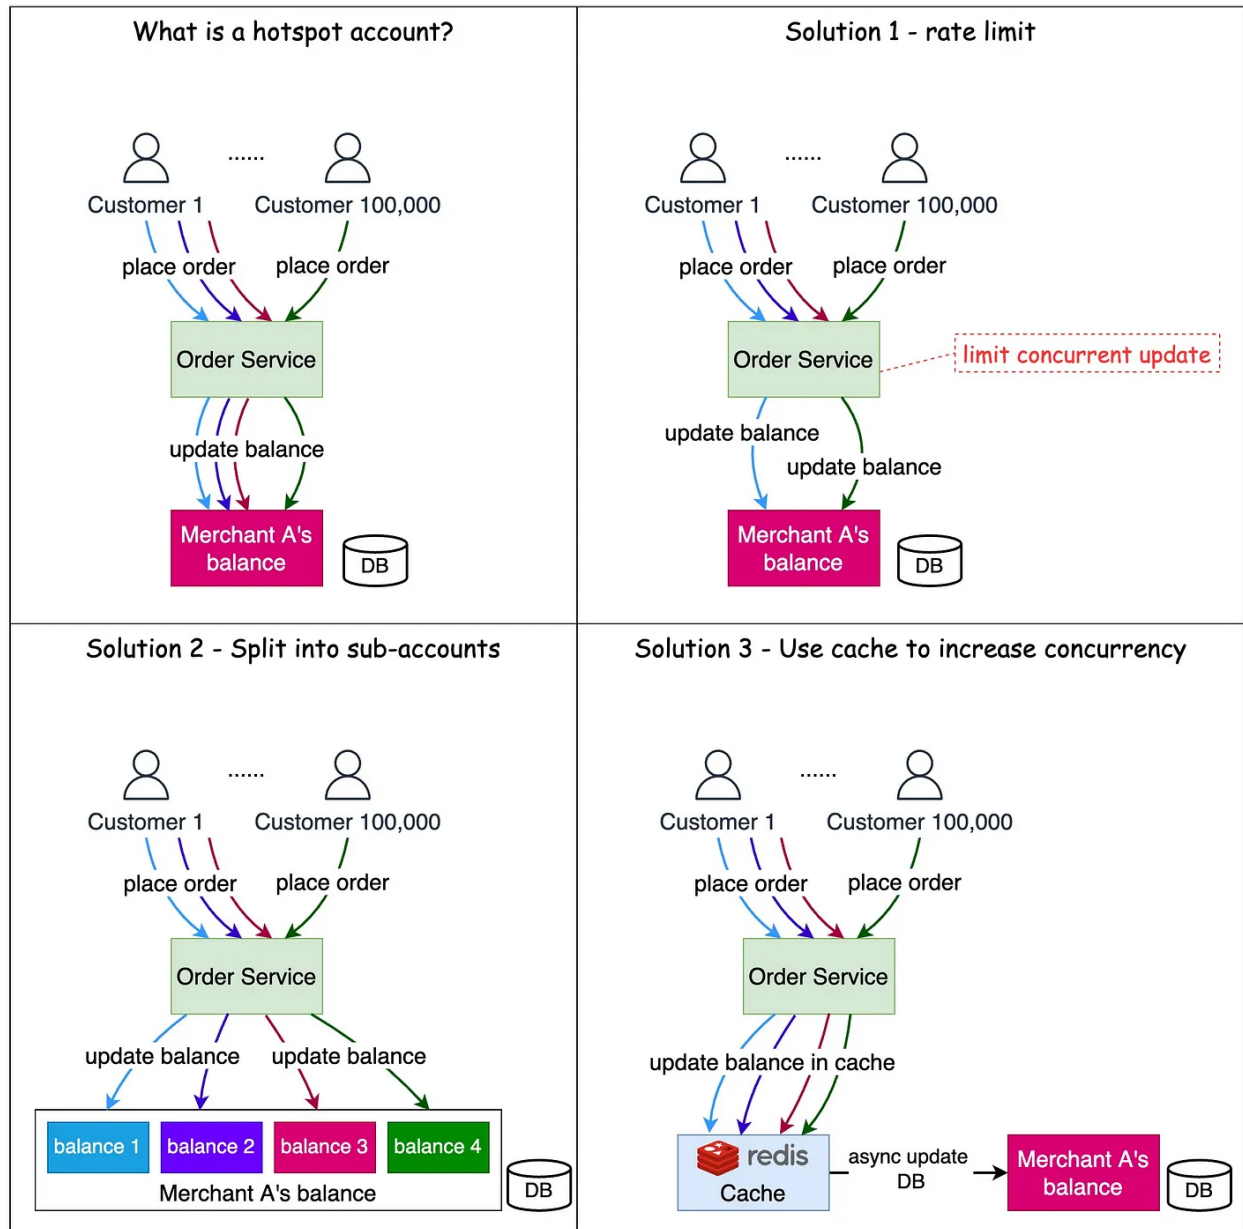 What is a hotspot account?
......
Customer 1
Customer 100,000
place order
place order
Order Service
update balance
Merchant A's
balance
DB
Solution 1 - rate limit
......
Customer 1
Customer 100,000
place order
place order
Order Service
limit concurrent update
update balance
update balance
Merchant A's
balance
DB
Solution 2 - Split into sub-accounts
......
Customer 1
Customer 100,000
place order
place order
Order Service
update balance
update balance
balance 1
balance 2
balance 3
balance 4
Merchant A's balance
DB
Solution 3 - Use cache to increase concurrency
......
Customer 1
Customer 100,000
place order
place order
Order Service
update balance in cache
redis
Cache
async update
DB
Merchant A's
balance
DB